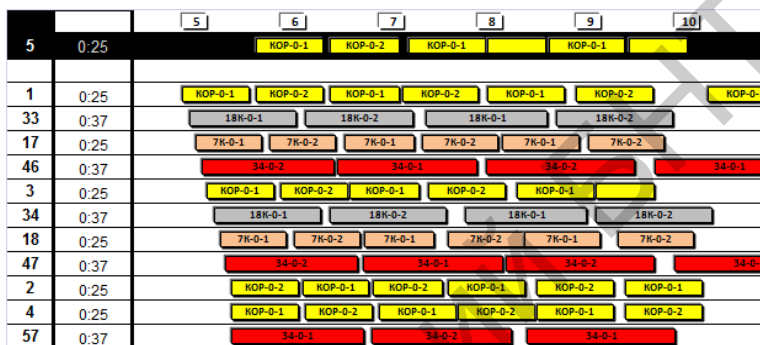 5 6 7 8 9 10
5 0:25 КОР-0-1 КОР-0-2 КОР-0-1 КОР-0-1
1 0:25 КОР-0-1 КОР-0-2 КОР-0-1 КОР-0-2 КОР-0-1 КОР-0-2 КОР-0-
33 0:37 18К-0-1 18К-0-2 18К-0-1 18К-0-2
17 0:25 7К-0-1 7К-0-2 7К-0-1 7К-0-2 7К-0-1 7К-0-2
46 0:37 34-0-2 34-0-1 34-0-2 34-0-1
3 0:25 КОР-0-1 КОР-0-2 КОР-0-1 КОР-0-2 КОР-0-1
34 0:37 18К-0-1 18К-0-2 18К-0-1 18К-0-2
18 0:25 7К-0-1 7К-0-2 7К-0-1 7К-0-2 7К-0-1 7К-0-2
47 0:37 34-0-2 34-0-1 34-0-2 34-0-
2 0:25 КОР-0-2 КОР-0-1 КОР-0-2 КОР-0-1 КОР-0-2 КОР-0-1
4 0:25 КОР-0-1 КОР-0-2 КОР-0-1 КОР-0-2 КОР-0-1 КОР-0-2
57 0:37 34-0-1 34-0-2 34-0-1